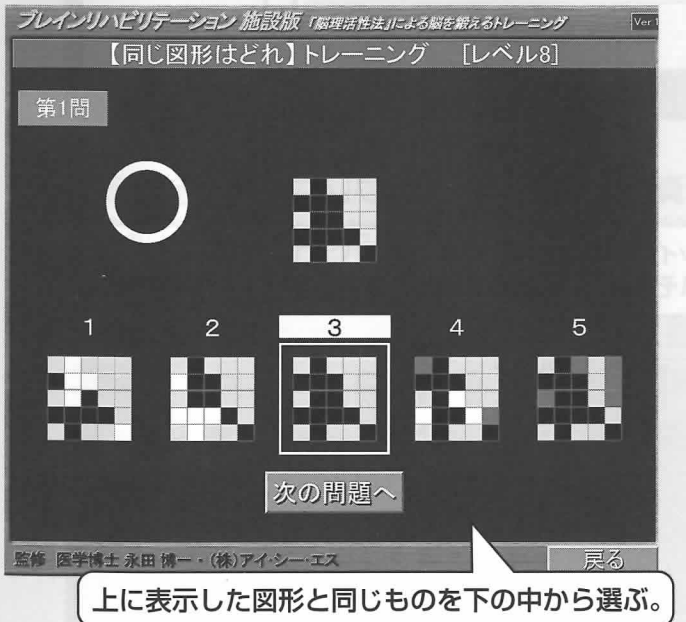 ブレインリハビリテーション 施設版 「脳理活性法」による脳を鍛えるトレーニング Ver 1
【同じ図形はどれ】トレーニング [レベル8]
第1問
1 2 3 4 5
次の問題へ
監修 医学博士 永田 博一・(株)アイ・シー・エス
戻る
上に表示した図形と同じものを下の中から選ぶ。